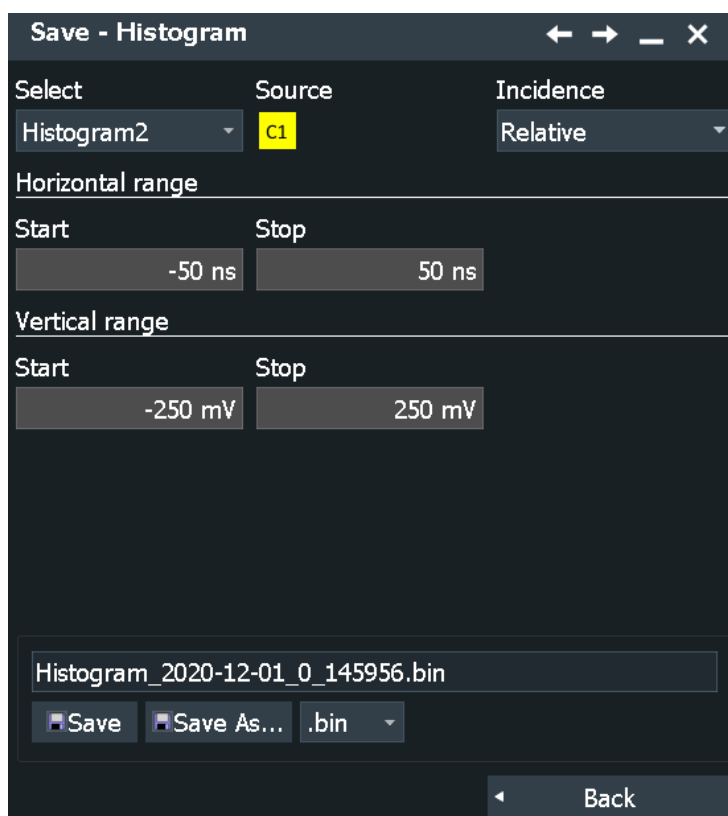 Save - Histogram
Select Source Incidence
Histogram2 C1 Relative
Horizontal range
Start Stop
-50 ns 50 ns
Vertical range
Start Stop
-250 mV 250 mV
Histogram_2020-12-01_0_145956.bin
Save Save As... .bin
Back